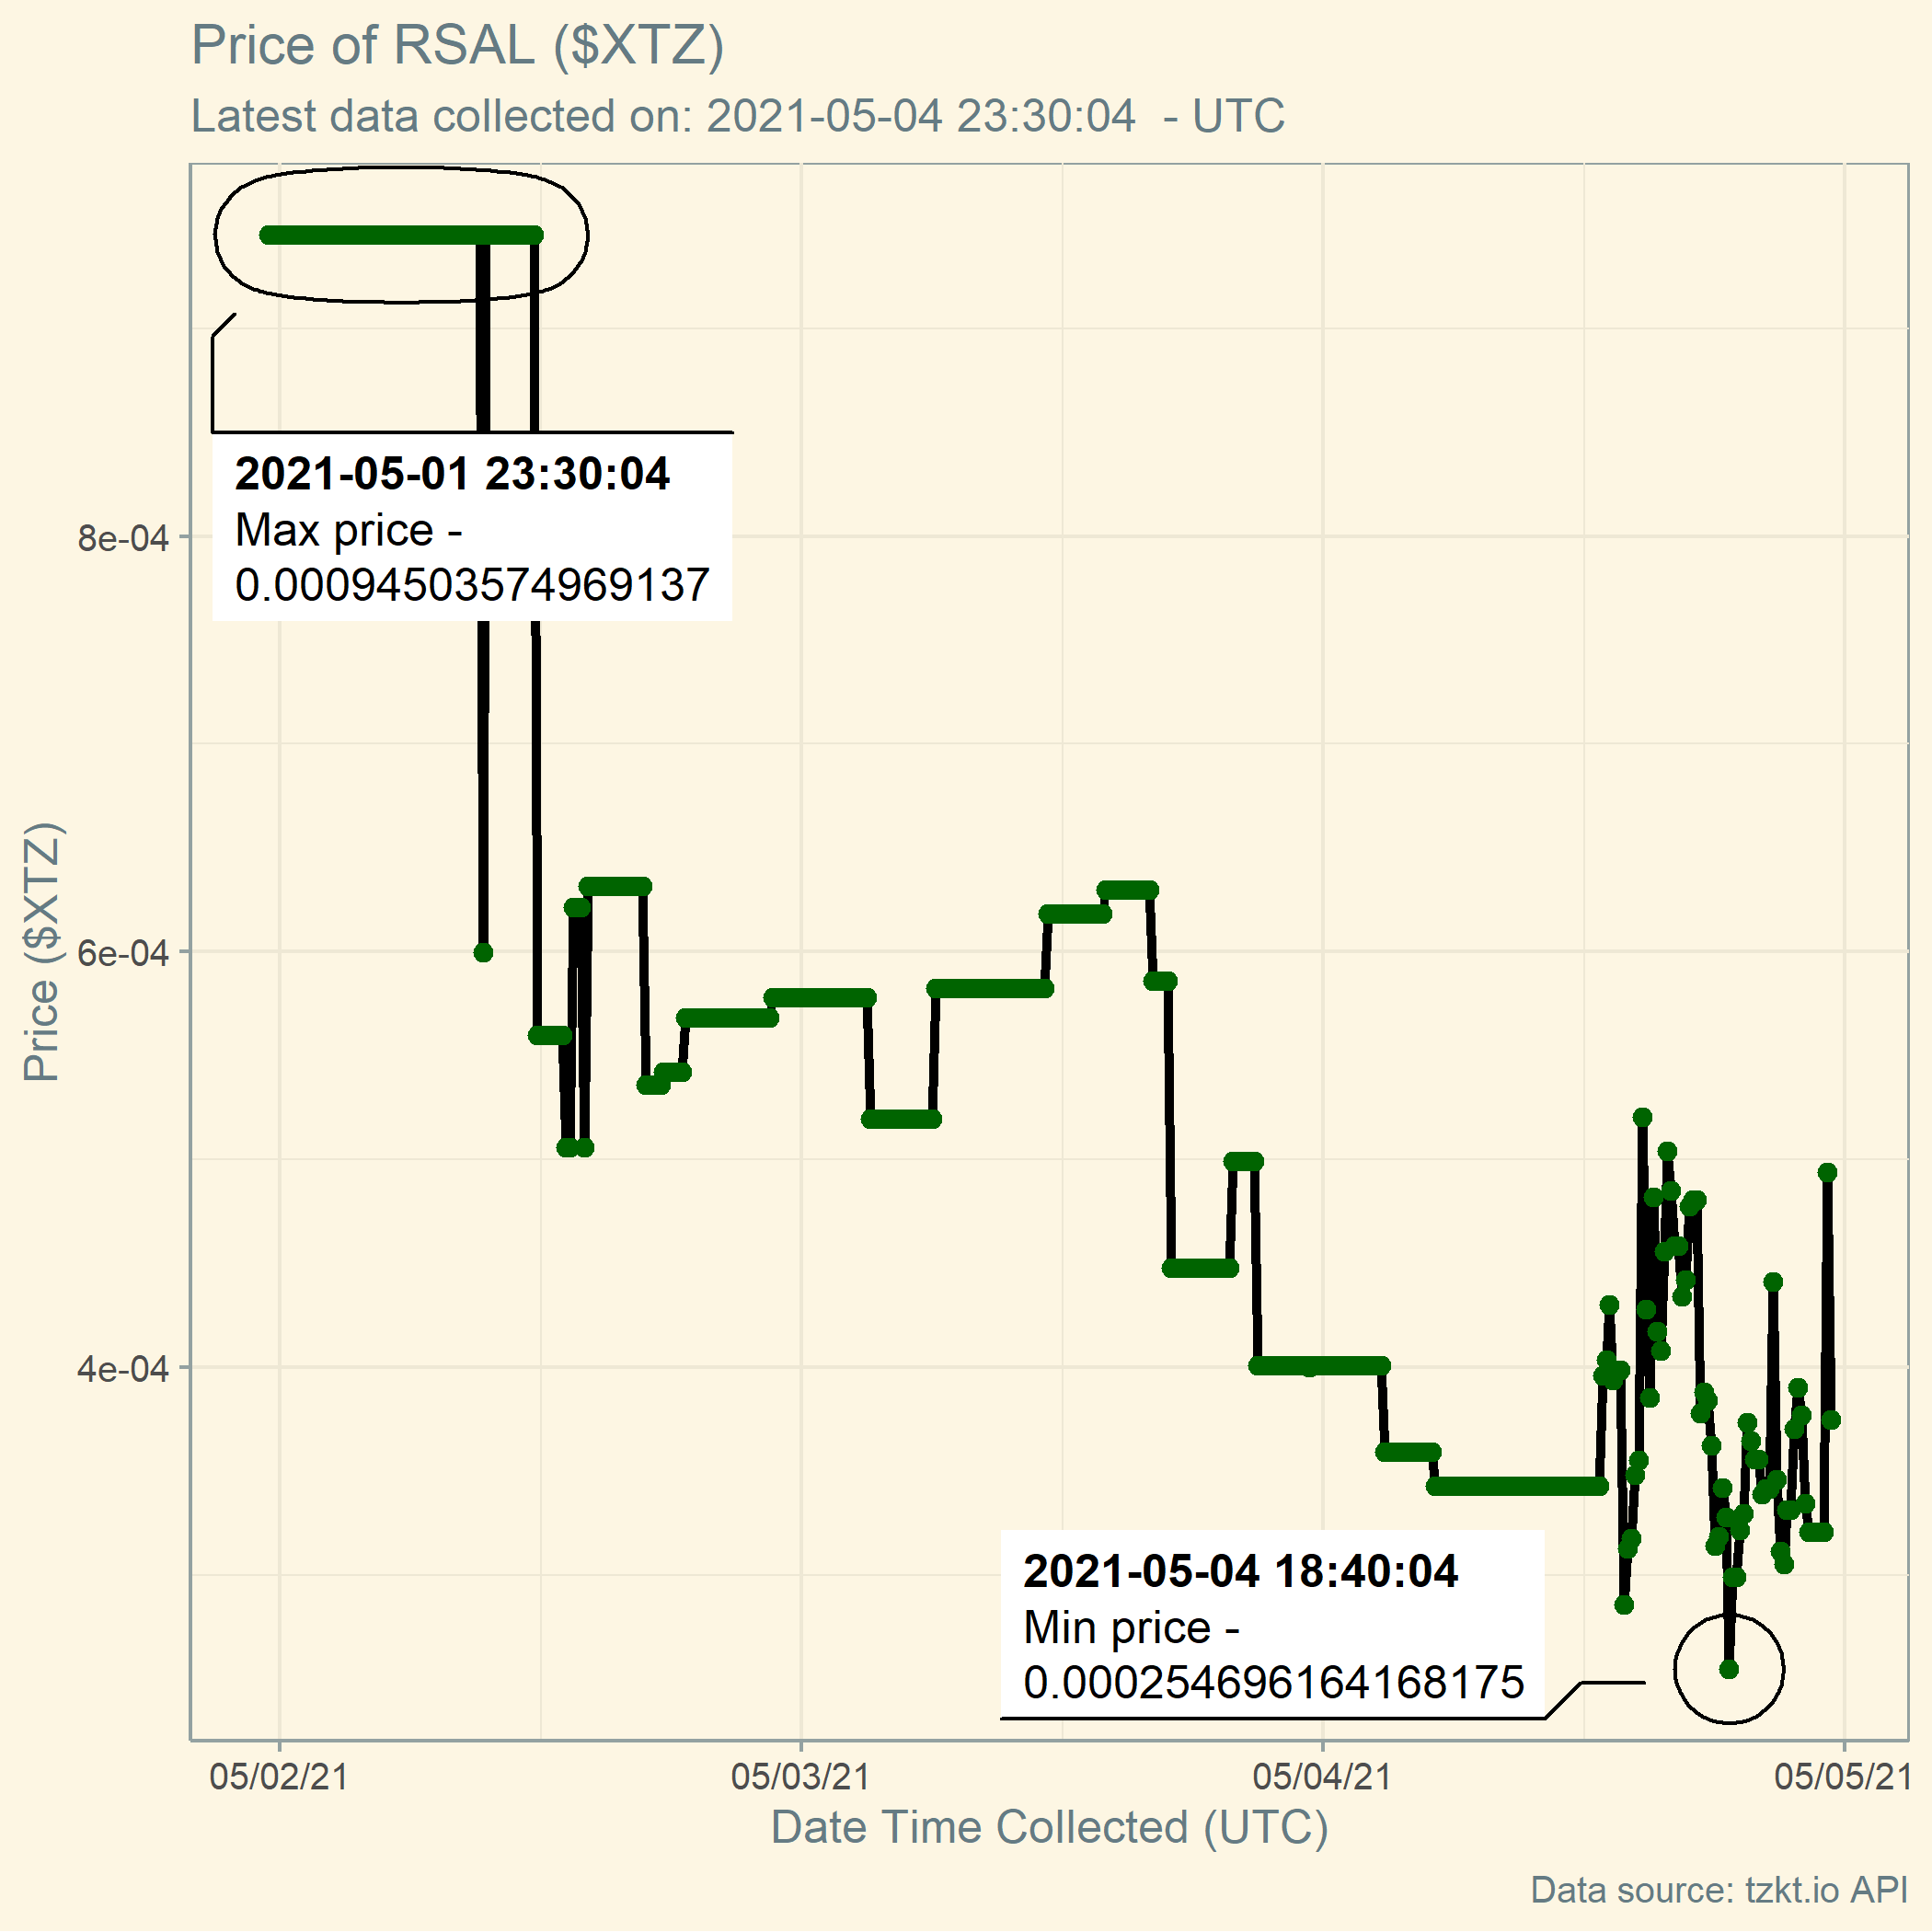 Price of RSAL ($XTZ)
Latest data collected on: 2021-05-04 23:30:04  - UTC
2021-05-01 23:30:04
Max price -
0.00094503574969137
8e-04
6e-04
4e-04
Price ($XTZ)
2021-05-04 18:40:04
Min price -
0.000254696164168175
05/02/21
05/03/21
05/04/21
05/05/21
Date Time Collected (UTC)
Data source: tzkt.io API